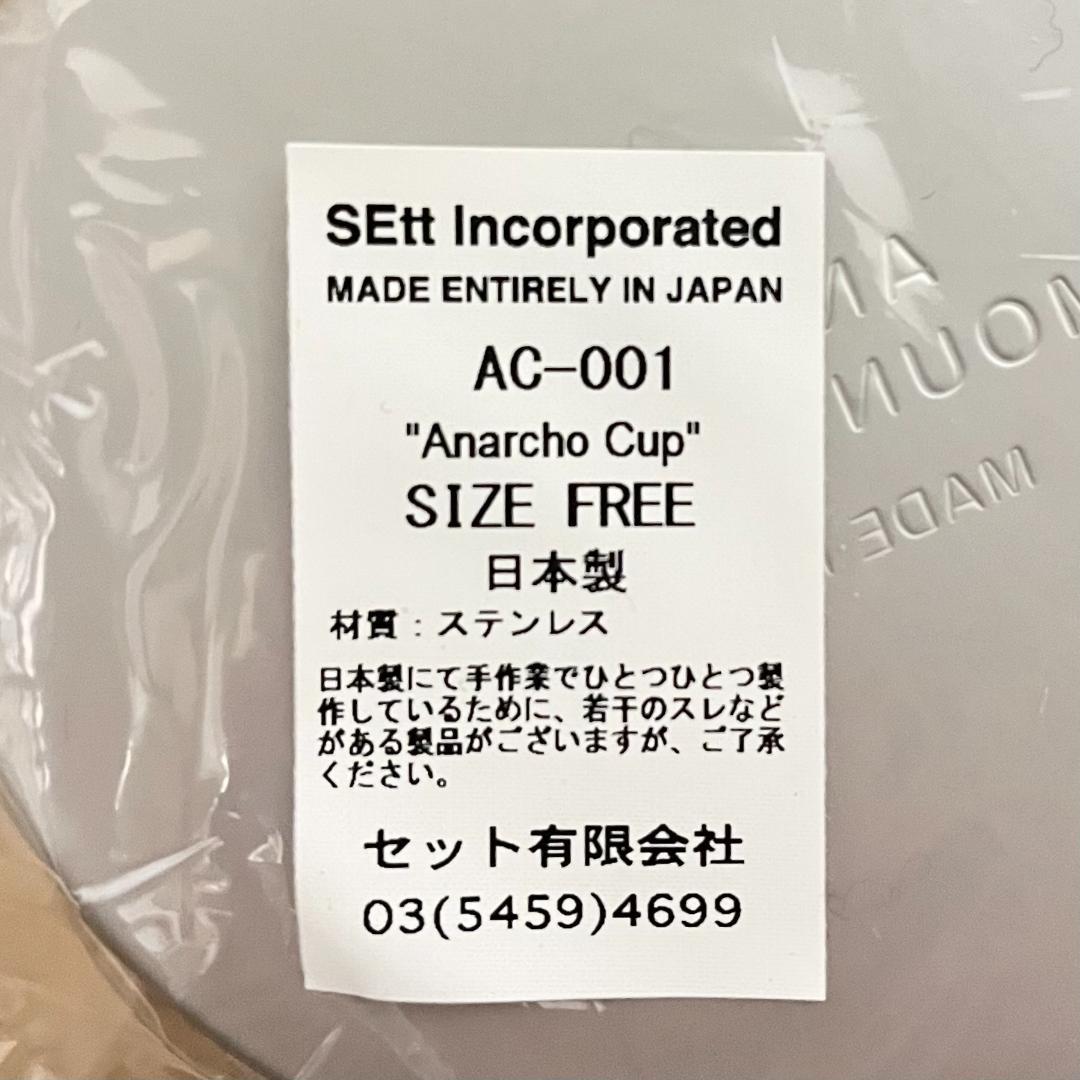 SEtt Incorporated
MADE ENTIRELY IN JAPAN
AC-001
"Anarcho Cup"
SIZE FREE
日本製
材質：ステンレス
日本製にて手作業でひとつひとつ製
作しているために、若干のスレなど
がある製品がございますが、ご了承
ください。
セット有限会社
03(5459)4699
MADE